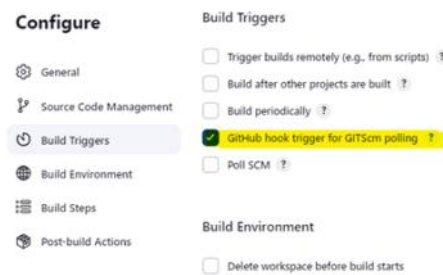 Configure
General
Source Code Management
Build Triggers
Build Environment
Build Steps
Post-build Actions
Build Triggers
Trigger builds remotely (e.g., from scripts) ?
Build after other projects are built ?
Build periodically ?
GitHub hook trigger for GITScm polling ?
Poll SCM ?
Build Environment
Delete workspace before build starts